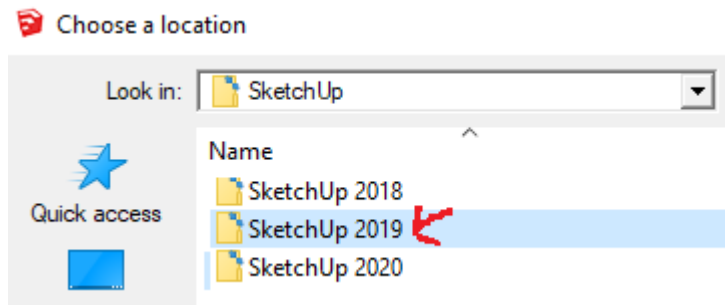 Choose a location
Look in: SketchUp
Name
SketchUp 2018
Quick access
SketchUp 2019
SketchUp 2020